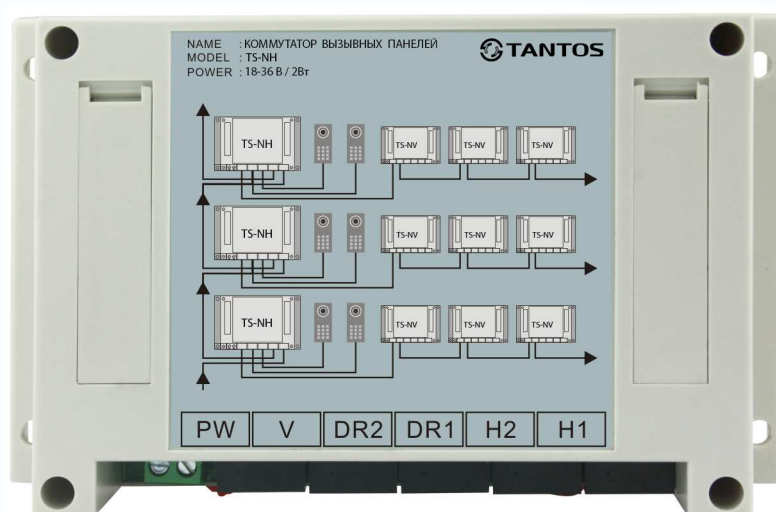 NAME : КОММУТАТОР ВЫЗЫВНЫХ ПАНЕЛЕЙ
TANTOS
MODEL : TS-NH
POWER : 18-36 В / 2Вт
TS-NH TS-NV TS-NV TS-NV
TS-NH TS-NV TS-NV TS-NV
TS-NH TS-NV TS-NV TS-NV
PW V DR2 DR1 H2 H1